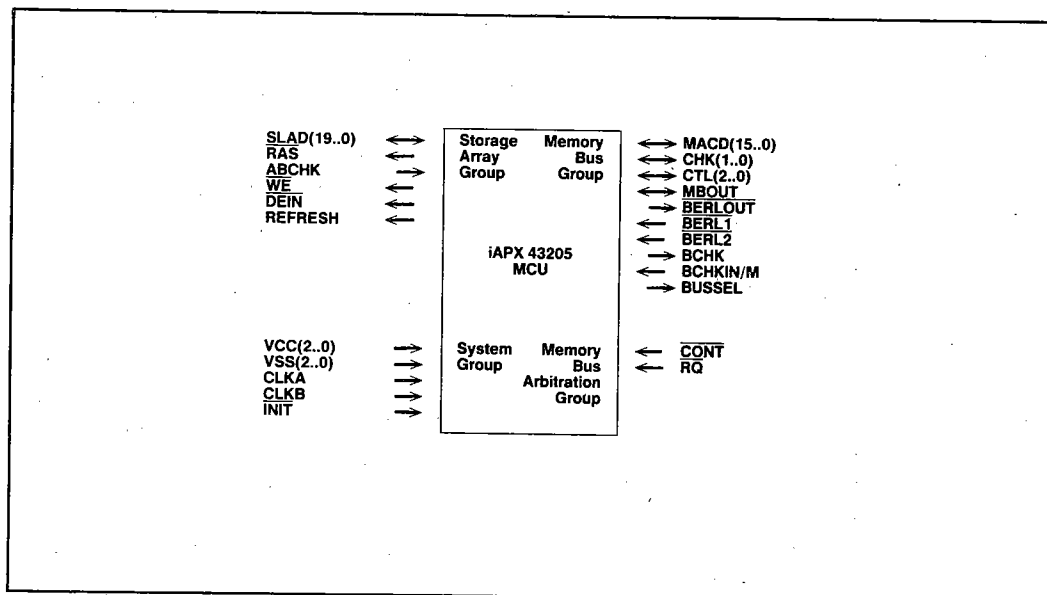 SLAD(19..0)
RAS
ABCHK
WE
DEIN
REFRESH
Storage Memory
Array Bus
Group Group
MACD(15..0)
CHK(1..0)
CTL(2..0)
MBOUT
BERLOUT
BERL1
BERL2
BCHK
BCHKIN/M
BUSSEL
iAPX 43205
MCU
VCC(2..0)
VSS(2..0)
CLKA
CLKB
INIT
System Memory
Group Bus
Arbitration
Group
CONT
RQ